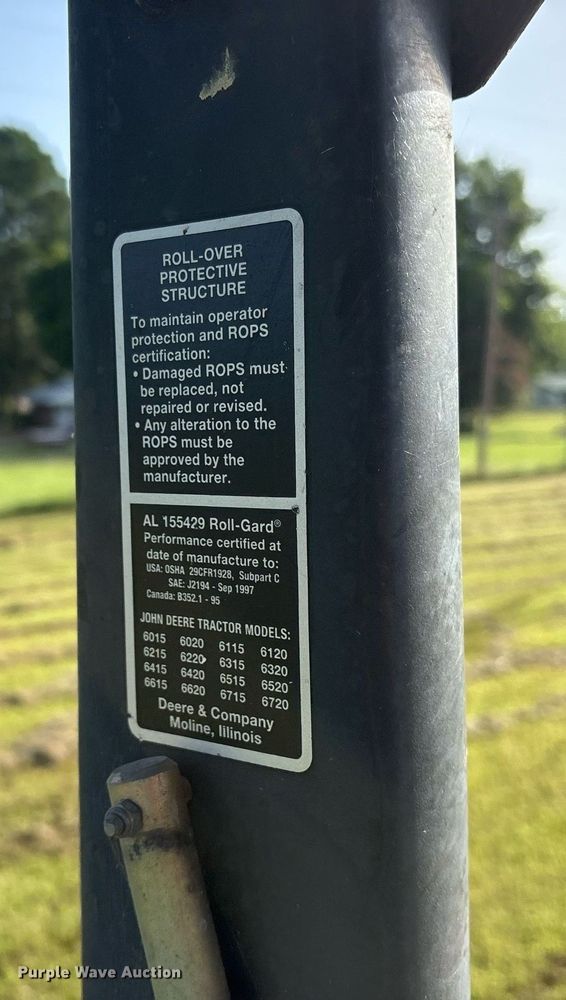 ROLL-OVER
PROTECTIVE
STRUCTURE
To maintain operator
protection and ROPS
certification:
• Damaged ROPS must
be replaced, not
repaired or revised.
• Any alteration to the
ROPS must be
approved by the
manufacturer.
AL 155429 Roll-Gard®
Performance certified at
date of manufacture to:
USA: OSHA 29CFR1928, Subpart C
SAE: J2194 - Sep 1997
Canada: B352.1 - 95
JOHN DEERE TRACTOR MODELS:
6015 6020 6115 6120
6215 6220 6315 6320
6415 6420 6515 6520
6615 6620 6715 6720
Deere & Company
Moline, Illinois
Purple Wave Auction